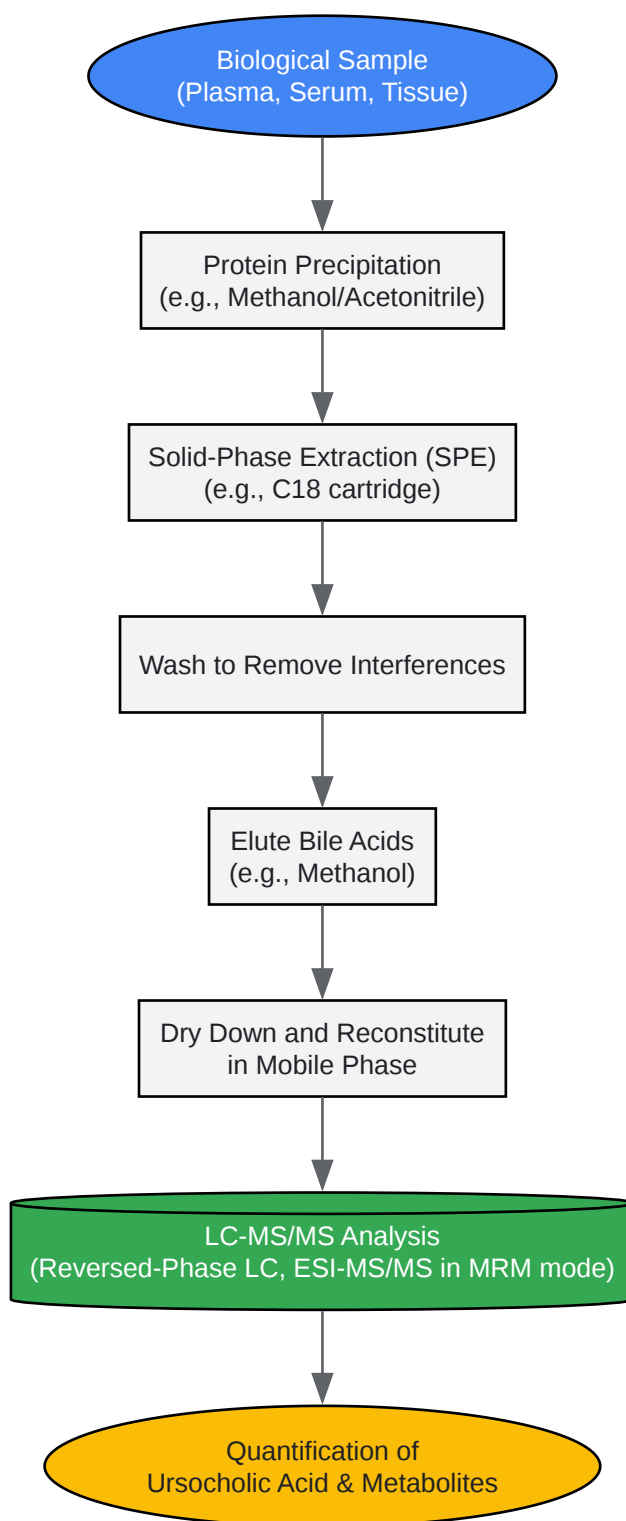 Biological Sample
(Plasma, Serum, Tissue)
Protein Precipitation
(e.g., Methanol/Acetonitrile)
Solid-Phase Extraction (SPE)
(e.g., C18 cartridge)
Wash to Remove Interferences
Elute Bile Acids
(e.g., Methanol)
Dry Down and Reconstitute
in Mobile Phase
LC-MS/MS Analysis
(Reversed-Phase LC, ESI-MS/MS in MRM mode)
Quantification of
Ursocholic Acid & Metabolites